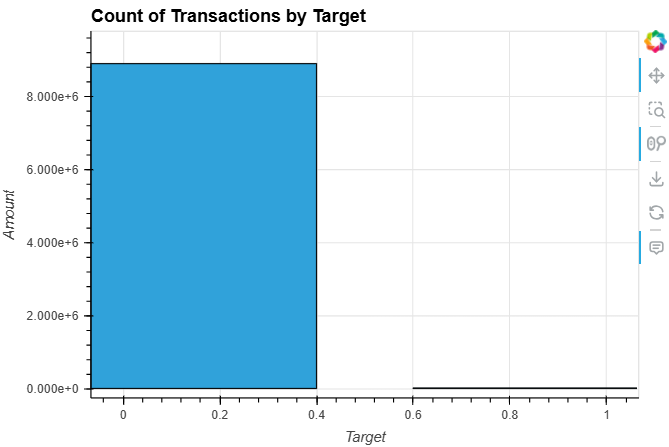 Count of Transactions by Target
Amount
8.000e+6
6.000e+6
4.000e+6
2.000e+6
0.000e+0
0 0.2 0.4 0.6 0.8 1
Target